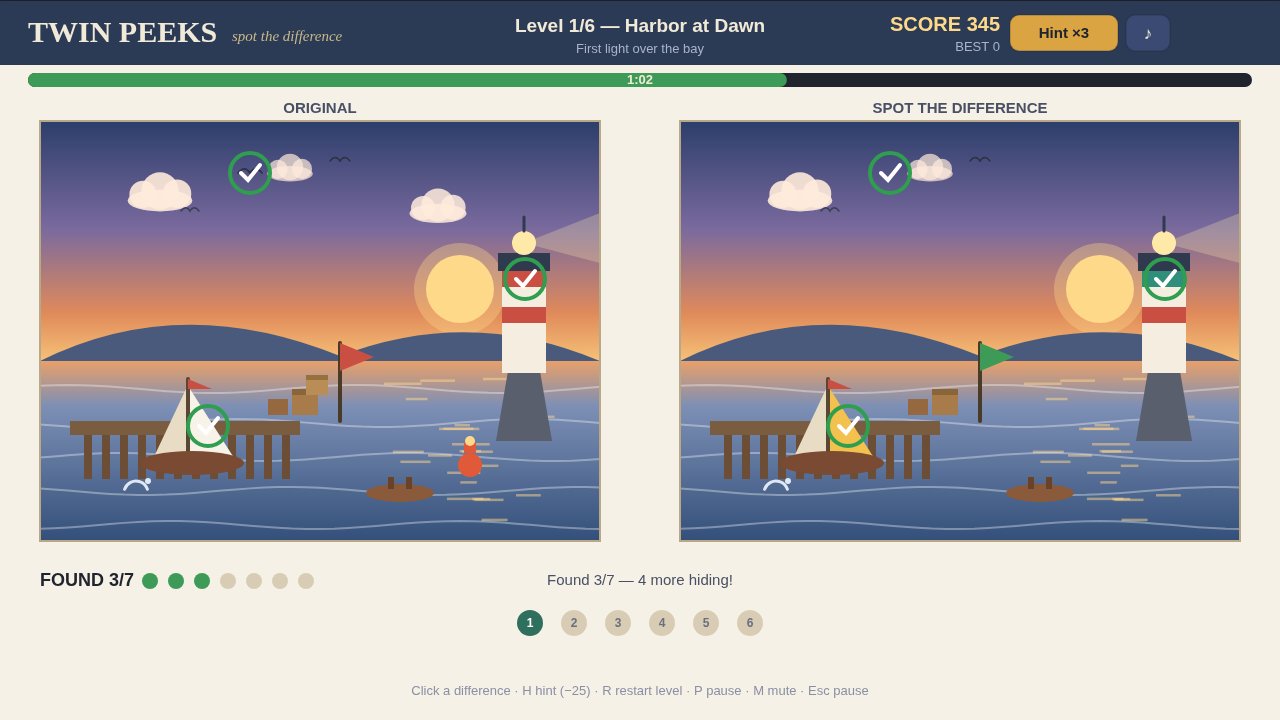 TWIN PEEKS spot the difference
Level 1/6 — Harbor at Dawn
First light over the bay
SCORE 345
BEST 0
Hint ×3
♪
1:02
ORIGINAL
SPOT THE DIFFERENCE
FOUND 3/7
Found 3/7 — 4 more hiding!
1 2 3 4 5 6
Click a difference · H hint (−25) · R restart level · P pause · M mute · Esc pause